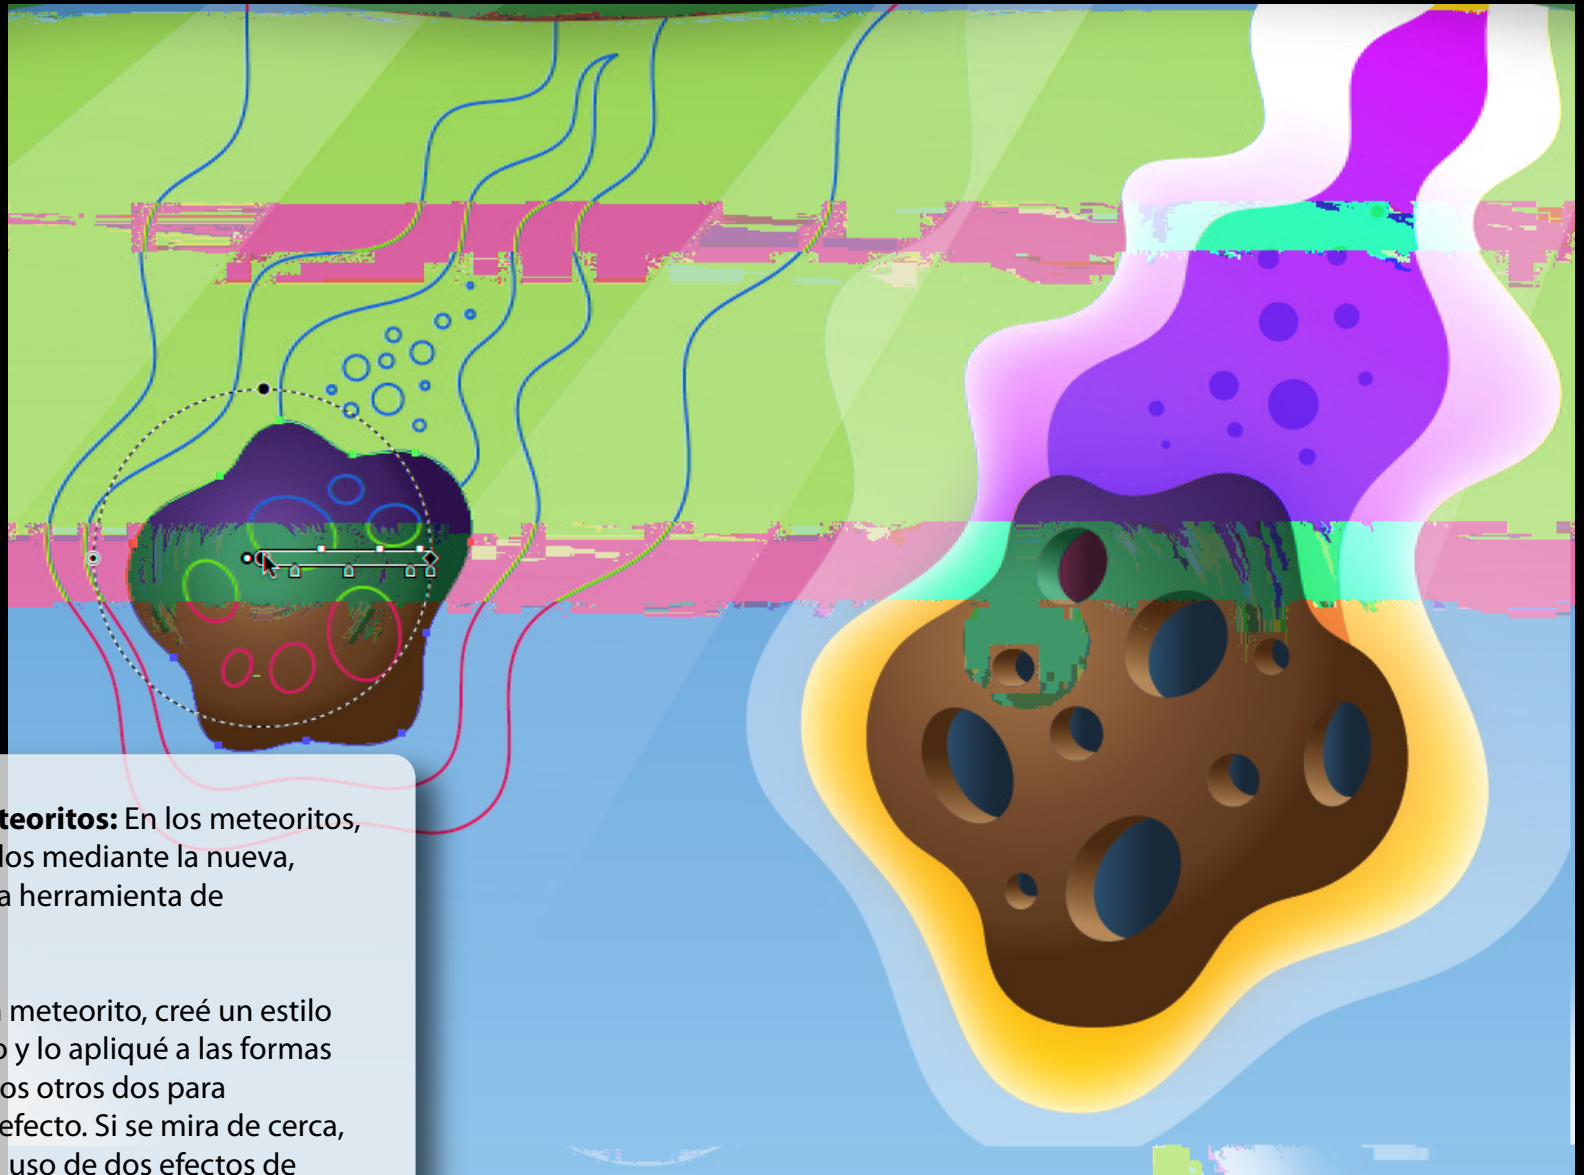 teoritos: En los meteoritos,
los mediante la nueva,
a herramienta de
meteorito, creé un estilo
y lo apliqué a las formas
os otros dos para
efecto. Si se mira de cerca,
uso de dos efectos de